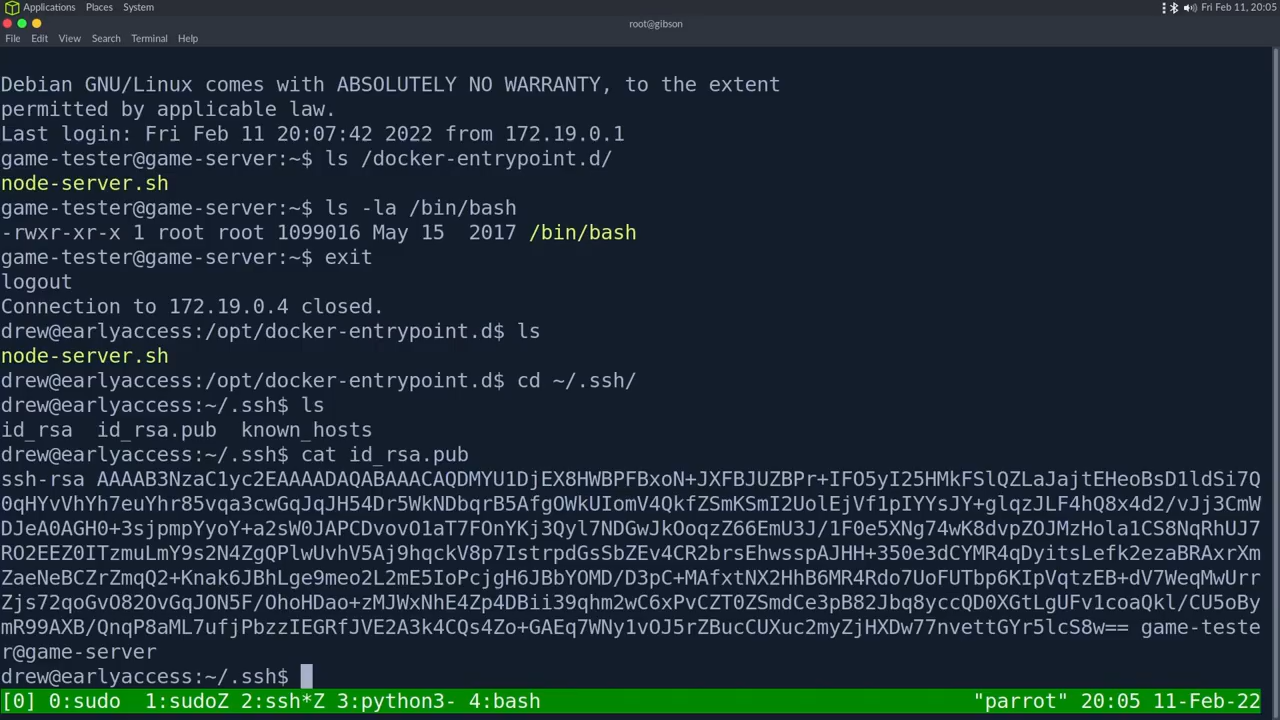 Applications Places System Fri Feb 11, 20:05
root@gibson
File Edit View Search Terminal Help
Debian GNU/Linux comes with ABSOLUTELY NO WARRANTY, to the extent
permitted by applicable law.
Last login: Fri Feb 11 20:07:42 2022 from 172.19.0.1
game-tester@game-server:~$ ls /docker-entrypoint.d/
node-server.sh
game-tester@game-server:~$ ls -la /bin/bash
-rwxr-xr-x 1 root root 1099016 May 15  2017 /bin/bash
game-tester@game-server:~$ exit
logout
Connection to 172.19.0.4 closed.
drew@earlyaccess:/opt/docker-entrypoint.d$ ls
node-server.sh
drew@earlyaccess:/opt/docker-entrypoint.d$ cd ~/.ssh/
drew@earlyaccess:~/.ssh$ ls
id_rsa  id_rsa.pub  known_hosts
drew@earlyaccess:~/.ssh$ cat id_rsa.pub
ssh-rsa AAAAB3NzaC1yc2EAAAADAQABAAACAQDMYU1DjEX8HWBPFBxoN+JXFBJUZBPr+IFO5yI25HMkFSlQZLaJajtEHeoBsD1ldSi7Q
0qHYvVhYh7euYhr85vqa3cwGqJqJH54Dr5WkNDbqrB5AfgOWkUIomV4QkfZSmKSmI2UolEjVf1pIYYsJY+glqzJLF4hQ8x4d2/vJj3CmW
DJeA0AGH0+3sjpmpYyoY+a2sW0JAPCDvovO1aT7FOnYKj3Qyl7NDGwJkOoqzZ66EmU3J/1F0e5XNg74wK8dvpZOJMzHola1CS8NqRhUJ7
RO2EEZ0ITzmuLmY9s2N4ZgQPlwUvhV5Aj9hqckV8p7IstrpdGsSbZEv4CR2brsEhwsspAJHH+350e3dCYMR4qDyitsLefk2ezaBRAxrXm
ZaeNeBCZrZmqQ2+Knak6JBhLge9meo2L2mE5IoPcjgH6JBbYOMD/D3pC+MAfxtNX2HhB6MR4Rdo7UoFUTbp6KIpVqtzEB+dV7WeqMwUrr
Zjs72qoGvO82OvGqJON5F/OhoHDao+zMJWxNhE4Zp4DBii39qhm2wC6xPvCZT0ZSmdCe3pB82Jbq8yccQD0XGtLgUFv1coaQkl/CU5oBy
mR99AXB/QnqP8aML7ufjPbzzIEGRfJVE2A3k4CQs4Zo+GAEq7WNy1vOJ5rZBucCUXuc2myZjHXDw77nvettGYr5lcS8w== game-teste
r@game-server
drew@earlyaccess:~/.ssh$
[0] 0:sudo  1:sudoZ 2:ssh*Z 3:python3- 4:bash "parrot" 20:05 11-Feb-22